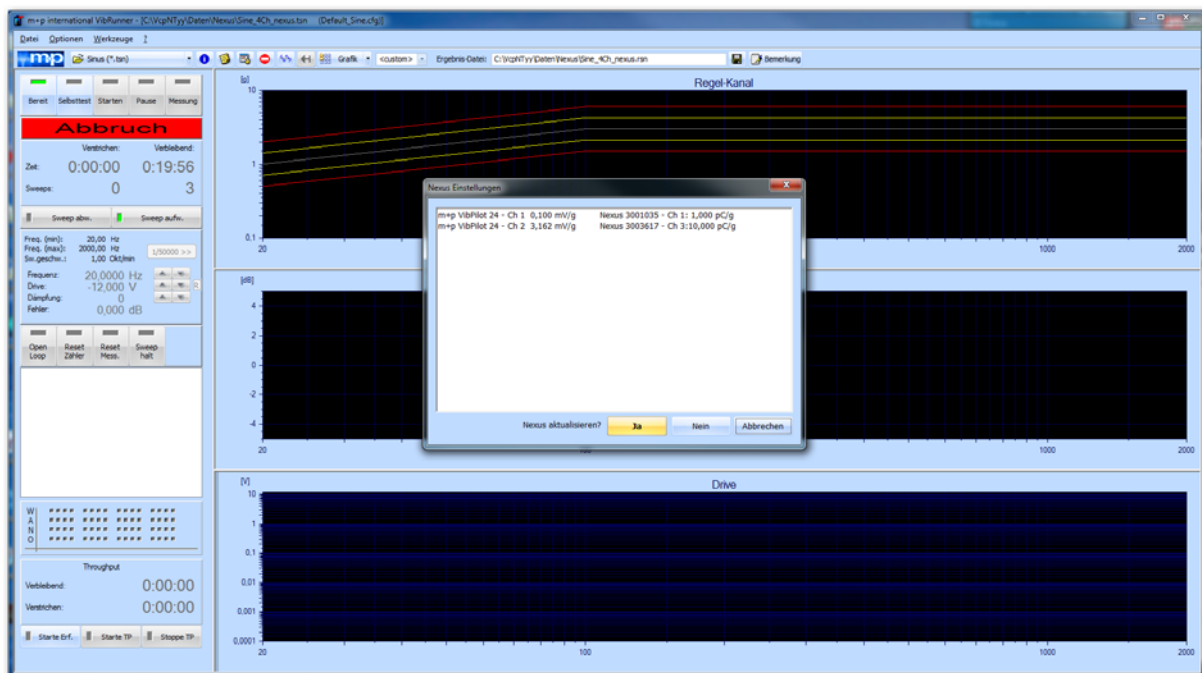 m+p international VibRunner - [C:\VcpNTyy\Daten\Nexus\Sine_4Ch_nexus.tsn (Default_Sine.cfg)]
Datei Optionen Werkzeuge ?
m+p Sinus (*.tsn) Grafik <custom> Ergebnis-Datei: C:\VcpNTyy\Daten\Nexus\Sine_4Ch_nexus.rsn Bemerkung
Bereit Selbsttest Starten Pause Messung
Abbruch
Verstrichen: Verbleibend:
Zeit: 0:00:00 0:19:56
Sweeps: 0 3
Sweep abw. Sweep aufw.
Freq. (min): 20,00 Hz
Freq. (max): 2000,00 Hz
Sw.geschw.: 1,00 Okt/min
1/50000 >>
Frequenz: 20,0000 Hz
Drive: -12,000 V
R
Dämpfung: 0
Fehler: 0,000 dB
Open Loop Reset Zähler Reset Mess. Sweep halt
W
A
N
O
Throughput
Verbleibend: 0:00:00
Verstrichen: 0:00:00
Starte Erf. Starte TP Stoppe TP
[g] Regel-Kanal
10
1
0.1
20 1000 2000
[dB]
4
2
0
-2
-4
20 100 1000 2000
[V] Drive
10
1
0.1
0,01
0,001
0,0001
20 100 1000 2000
Nexus Einstellungen
m+p VibPilot 24 - Ch 1 0,100 mV/g Nexus 3001035 - Ch 1: 1,000 pC/g
m+p VibPilot 24 - Ch 2 3,162 mV/g Nexus 3003617 - Ch 3:10,000 pC/g
Nexus aktualisieren? Ja Nein Abbrechen